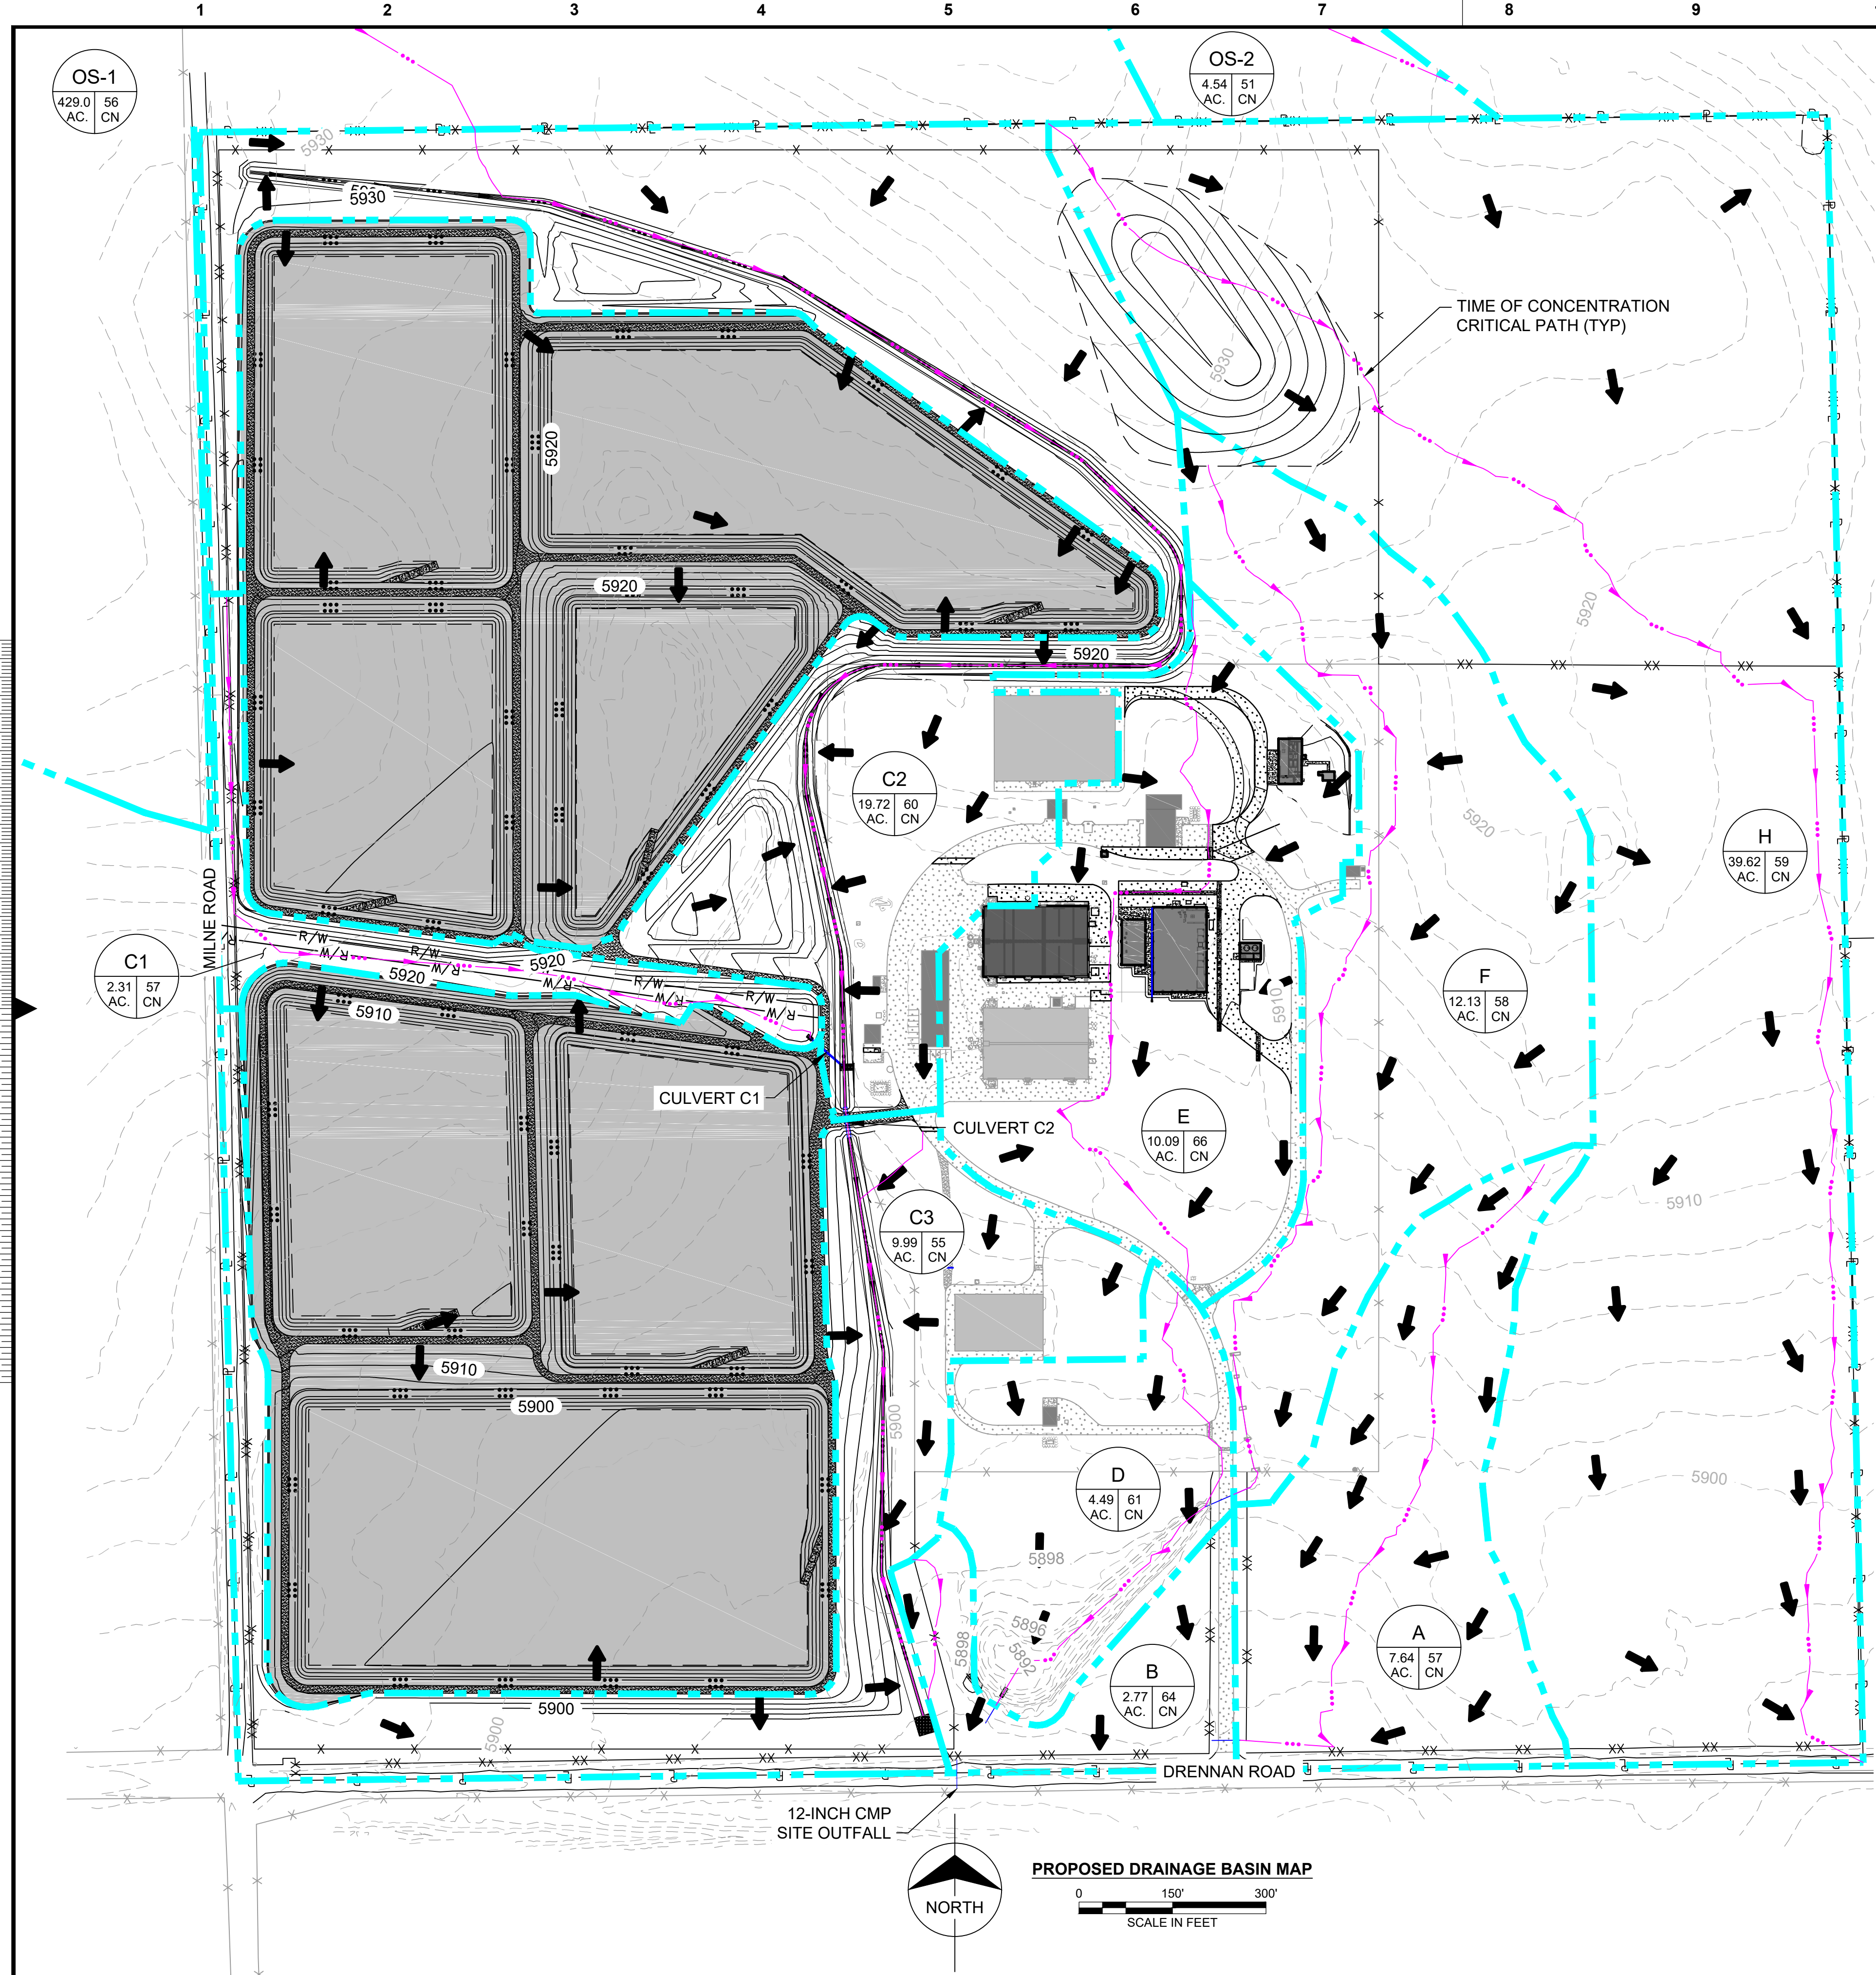 1 2 3 4 5 6 7 8 9
OS-1
429.0 56
AC. CN
OS-2
4.54 51
AC. CN
5930
5930
TIME OF CONCENTRATION
CRITICAL PATH (TYP)
5930
5920
5920
5920
5920
C2
19.72 60
AC. CN
5920
H
39.62 59
AC. CN
MILNE ROAD
R/W R/W R/W R/W
R/W R/W R/W R/W R/W
C1
2.31 57
AC. CN
5920
5920
5910
5910
F
12.13 58
AC. CN
CULVERT C1
CULVERT C2
E
10.09 66
AC. CN
C3
9.99 55
AC. CN
5910
5910
5900
5900
D
4.49 61
AC. CN
5900
5898
5896
5898
5892
A
7.64 57
AC. CN
B
2.77 64
AC. CN
5900
5900
DRENNAN ROAD
12-INCH CMP
SITE OUTFALL
NORTH
PROPOSED DRAINAGE BASIN MAP
0 150' 300'
SCALE IN FEET